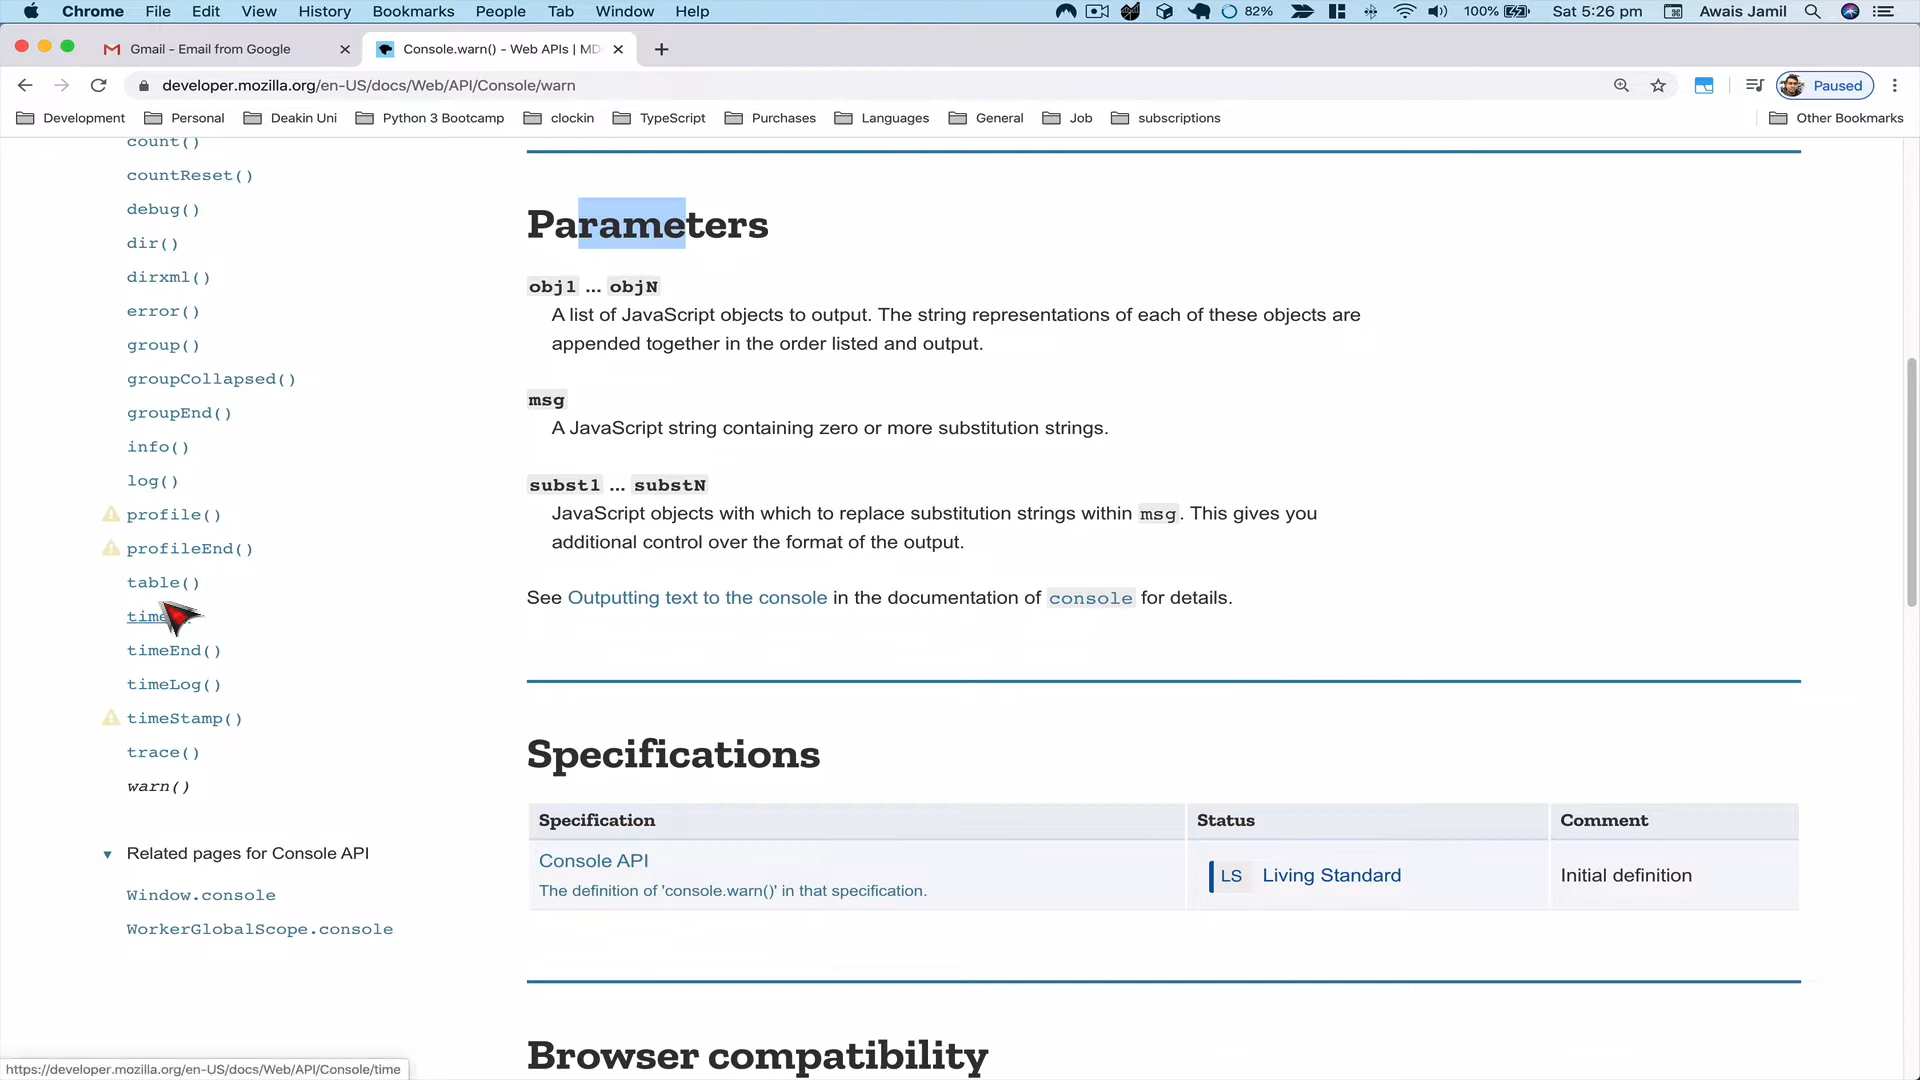 Chrome File Edit View History Bookmarks People Tab Window Help 82% 100% Sat 5:26 pm Awais Jamil
Gmail - Email from Google
Console.warn() - Web APIs | MD
developer.mozilla.org/en-US/docs/Web/API/Console/warn
Paused
Development Personal Deakin Uni Python 3 Bootcamp clockin TypeScript Purchases Languages General Job subscriptions Other Bookmarks
count()
countReset()
debug()
dir()
dirxml()
error()
group()
groupCollapsed()
groupEnd()
info()
log()
profile()
profileEnd()
table()
time
timeEnd()
timeLog()
timeStamp()
trace()
warn()
Related pages for Console API
Window.console
WorkerGlobalScope.console
Parameters
obj1 ... objN
A list of JavaScript objects to output. The string representations of each of these objects are
appended together in the order listed and output.
msg
A JavaScript string containing zero or more substitution strings.
subst1 ... substN
JavaScript objects with which to replace substitution strings within msg. This gives you
additional control over the format of the output.
See Outputting text to the console in the documentation of console for details.
Specifications
Specification Status Comment
Console API
The definition of 'console.warn()' in that specification.
LS Living Standard
Initial definition
Browser compatibility
https://developer.mozilla.org/en-US/docs/Web/API/Console/time